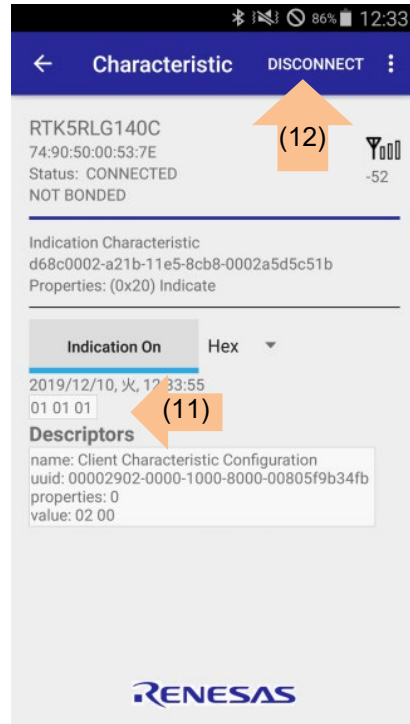 86% 12:33
Characteristic DISCONNECT
(12)
RTK5RLG140C
74:90:50:00:53:7E
Status: CONNECTED
-52
NOT BONDED
Indication Characteristic
d68c0002-a21b-11e5-8cb8-0002a5d5c51b
Properties: (0x20) Indicate
Indication On Hex
2019/12/10, 火, 12:33:55
01 01 01
(11)
Descriptors
name: Client Characteristic Configuration
uuid: 00002902-0000-1000-8000-00805f9b34fb
properties: 0
value: 02 00
RENESAS